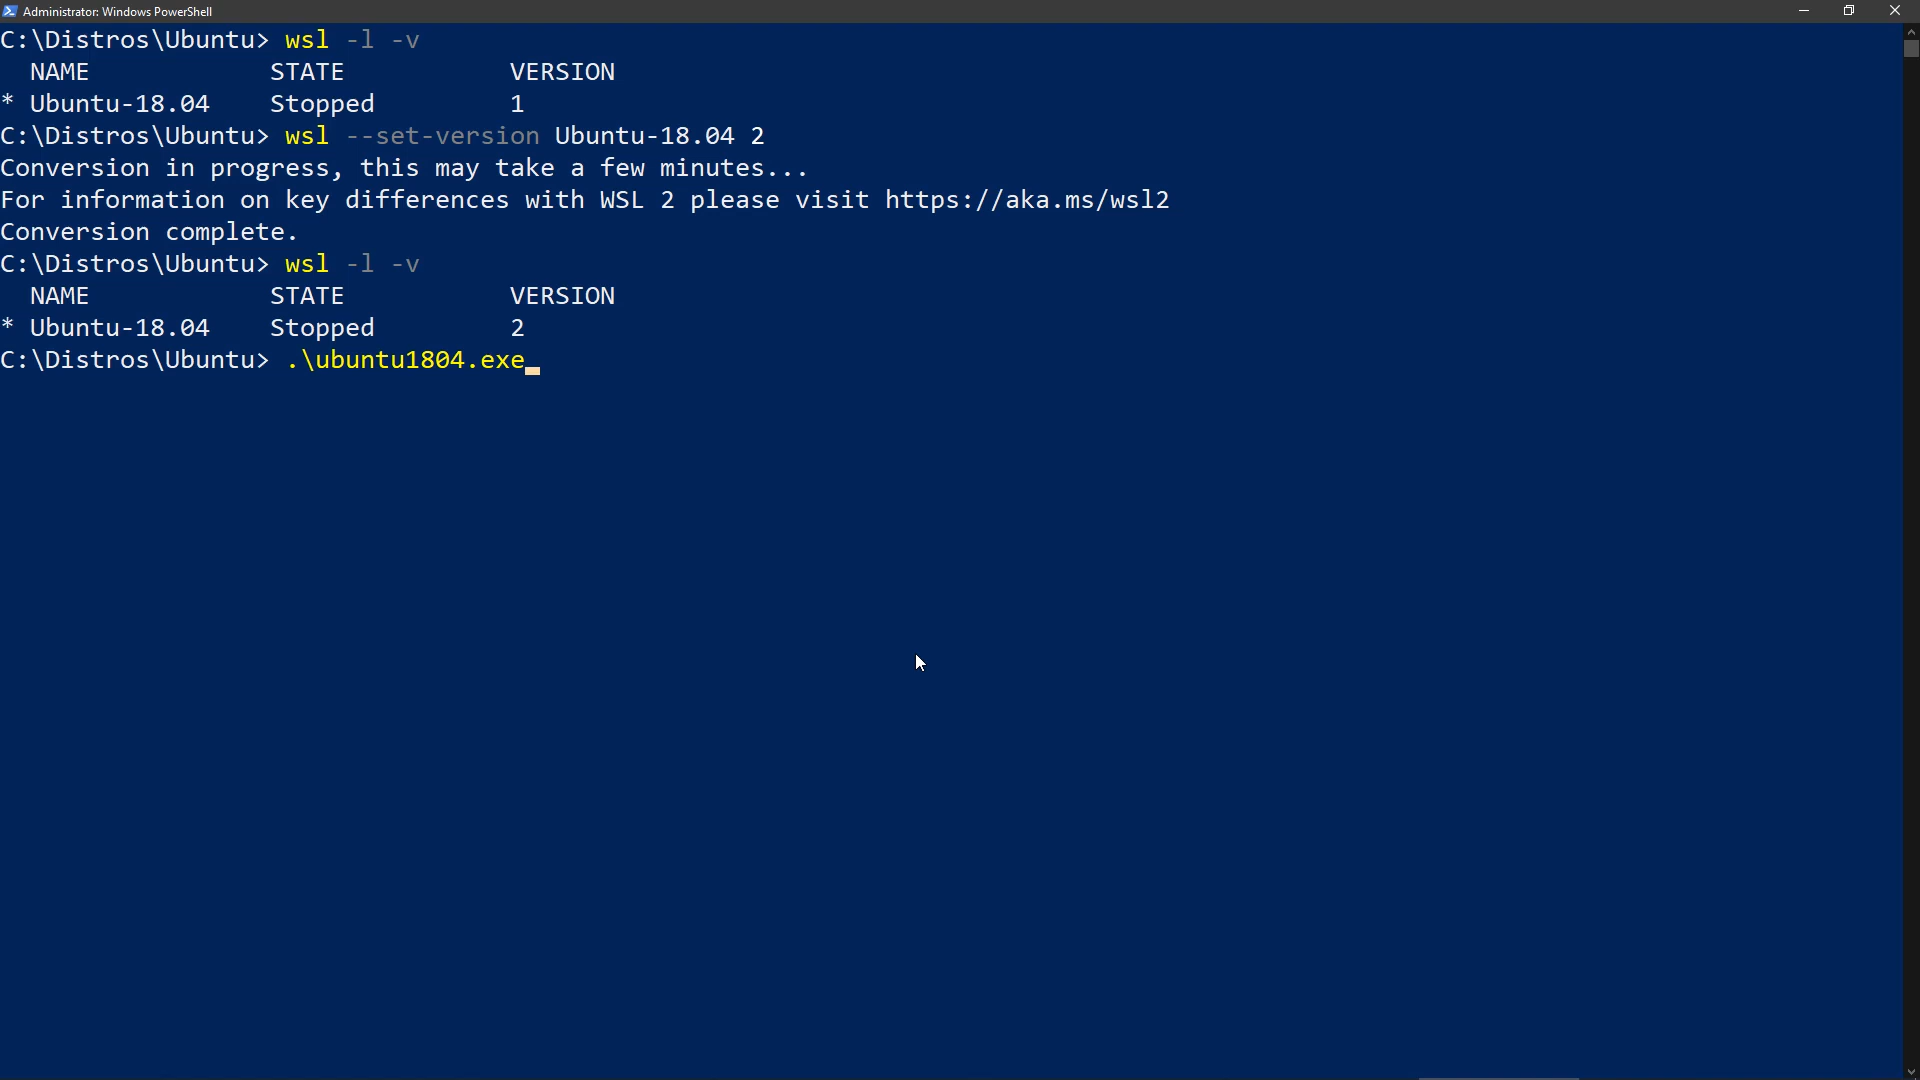 Administrator: Windows PowerShell
C:\Distros\Ubuntu> wsl -l -v
  NAME            STATE           VERSION
* Ubuntu-18.04    Stopped         1
C:\Distros\Ubuntu> wsl --set-version Ubuntu-18.04 2
Conversion in progress, this may take a few minutes...
For information on key differences with WSL 2 please visit https://aka.ms/wsl2
Conversion complete.
C:\Distros\Ubuntu> wsl -l -v
  NAME            STATE           VERSION
* Ubuntu-18.04    Stopped         2
C:\Distros\Ubuntu> .\ubuntu1804.exe